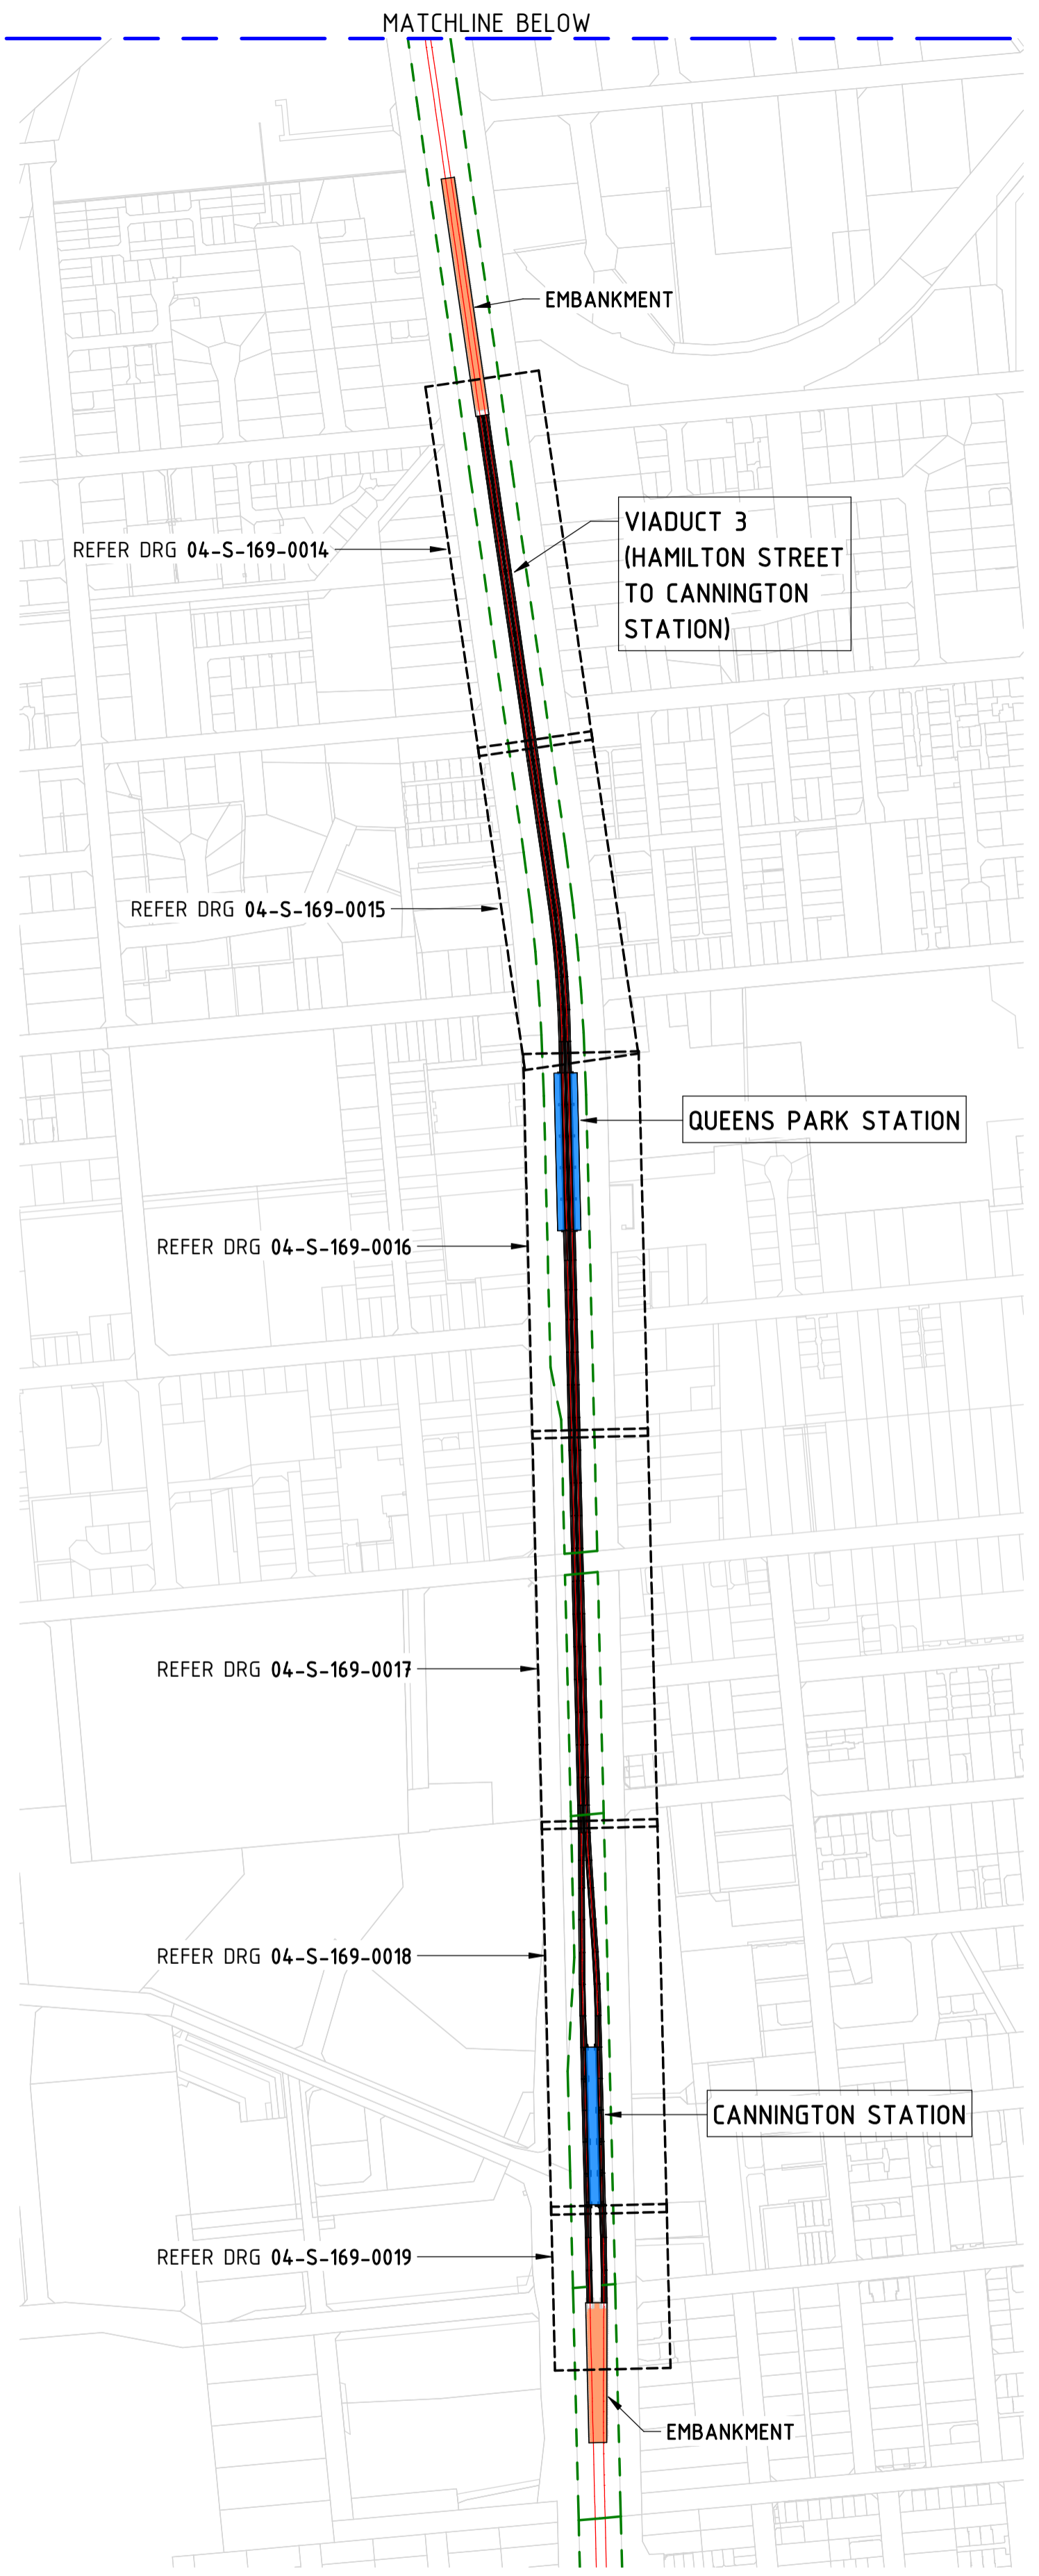 MATCHLINE BELOW
EMBANKMENT
VIADUCT 3
(HAMILTON STREET
TO CANNINGTON
STATION)
REFER DRG 04-S-169-0014
REFER DRG 04-S-169-0015
QUEENS PARK STATION
REFER DRG 04-S-169-0016
REFER DRG 04-S-169-0017
REFER DRG 04-S-169-0018
CANNINGTON STATION
REFER DRG 04-S-169-0019
EMBANKMENT